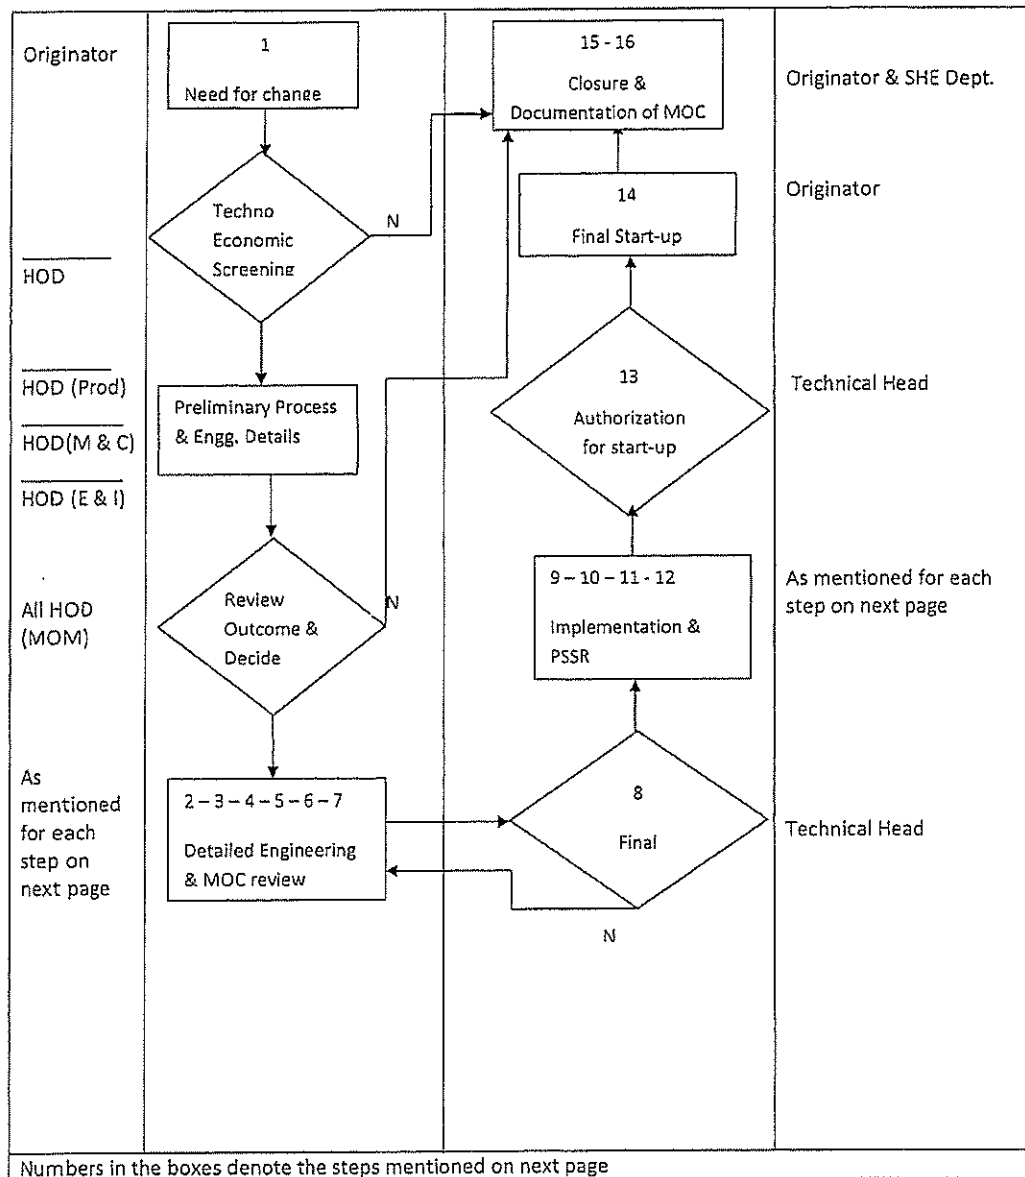 Originator
1
Need for change
15 - 16
Closure &
Documentation of MOC
Originator & SHE Dept.
Techno
Economic
Screening
N
HOD
14
Final Start-up
Originator
HOD (Prod)
HOD(M & C)
HOD (E & I)
Preliminary Process
& Engg. Details
13
Authorization
for start-up
Technical Head
All HOD
(MOM)
Review
Outcome &
Decide
N
9 – 10 – 11 - 12
Implementation &
PSSR
As mentioned for each
step on next page
As
mentioned
for each
step on
next page
2 – 3 – 4 – 5 – 6 – 7
Detailed Engineering
& MOC review
8
Final
N
Technical Head
Numbers in the boxes denote the steps mentioned on next page